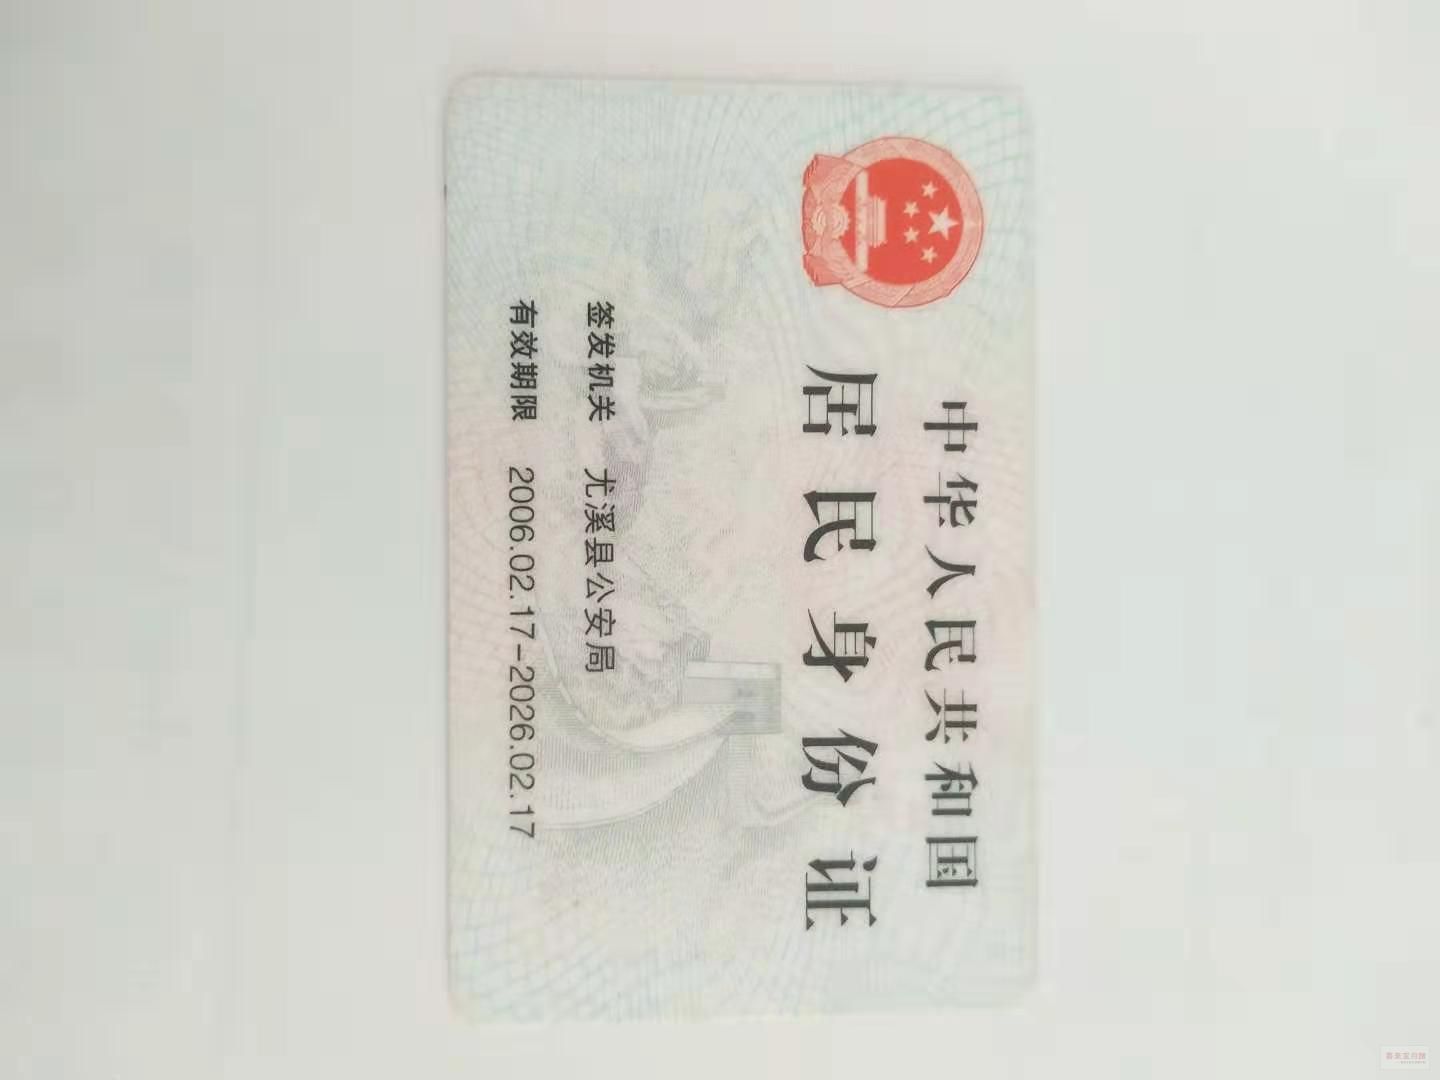 中华人民共和国
居民身份证
签发机关 尤溪县公安局
有效期限 2006.02.17-2026.02.17